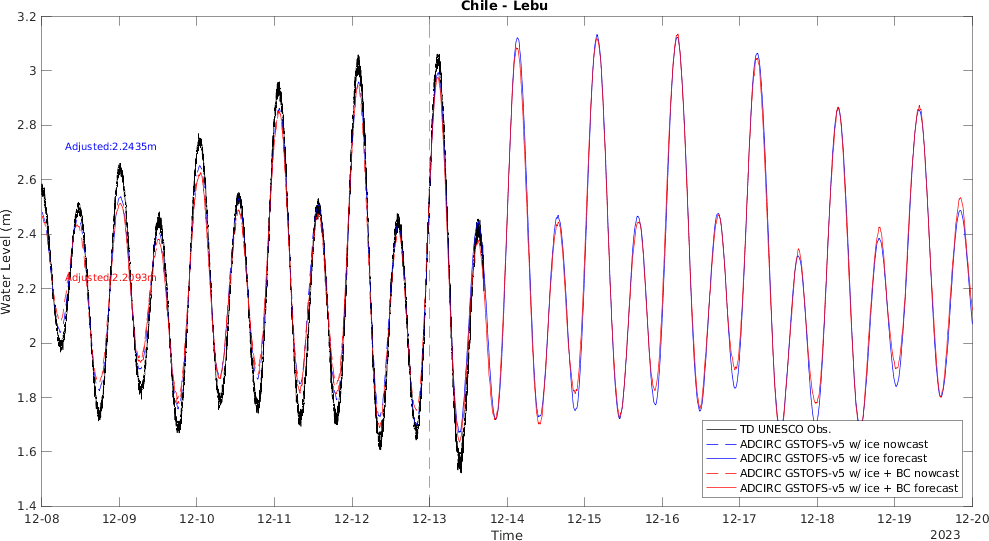 Chile - Lebu
3.2
3
2.8
2.6
2.4
2.2
2
1.8
1.6
1.4
Water Level (m)
Adjusted:2.2435m
Adjusted:2.2093m
TD UNESCO Obs.
ADCIRC GSTOFS-v5 w/ ice nowcast
ADCIRC GSTOFS-v5 w/ ice forecast
ADCIRC GSTOFS-v5 w/ ice + BC nowcast
ADCIRC GSTOFS-v5 w/ ice + BC forecast
12-08 12-09 12-10 12-11 12-12 12-13 12-14 12-15 12-16 12-17 12-18 12-19 12-20
Time
2023